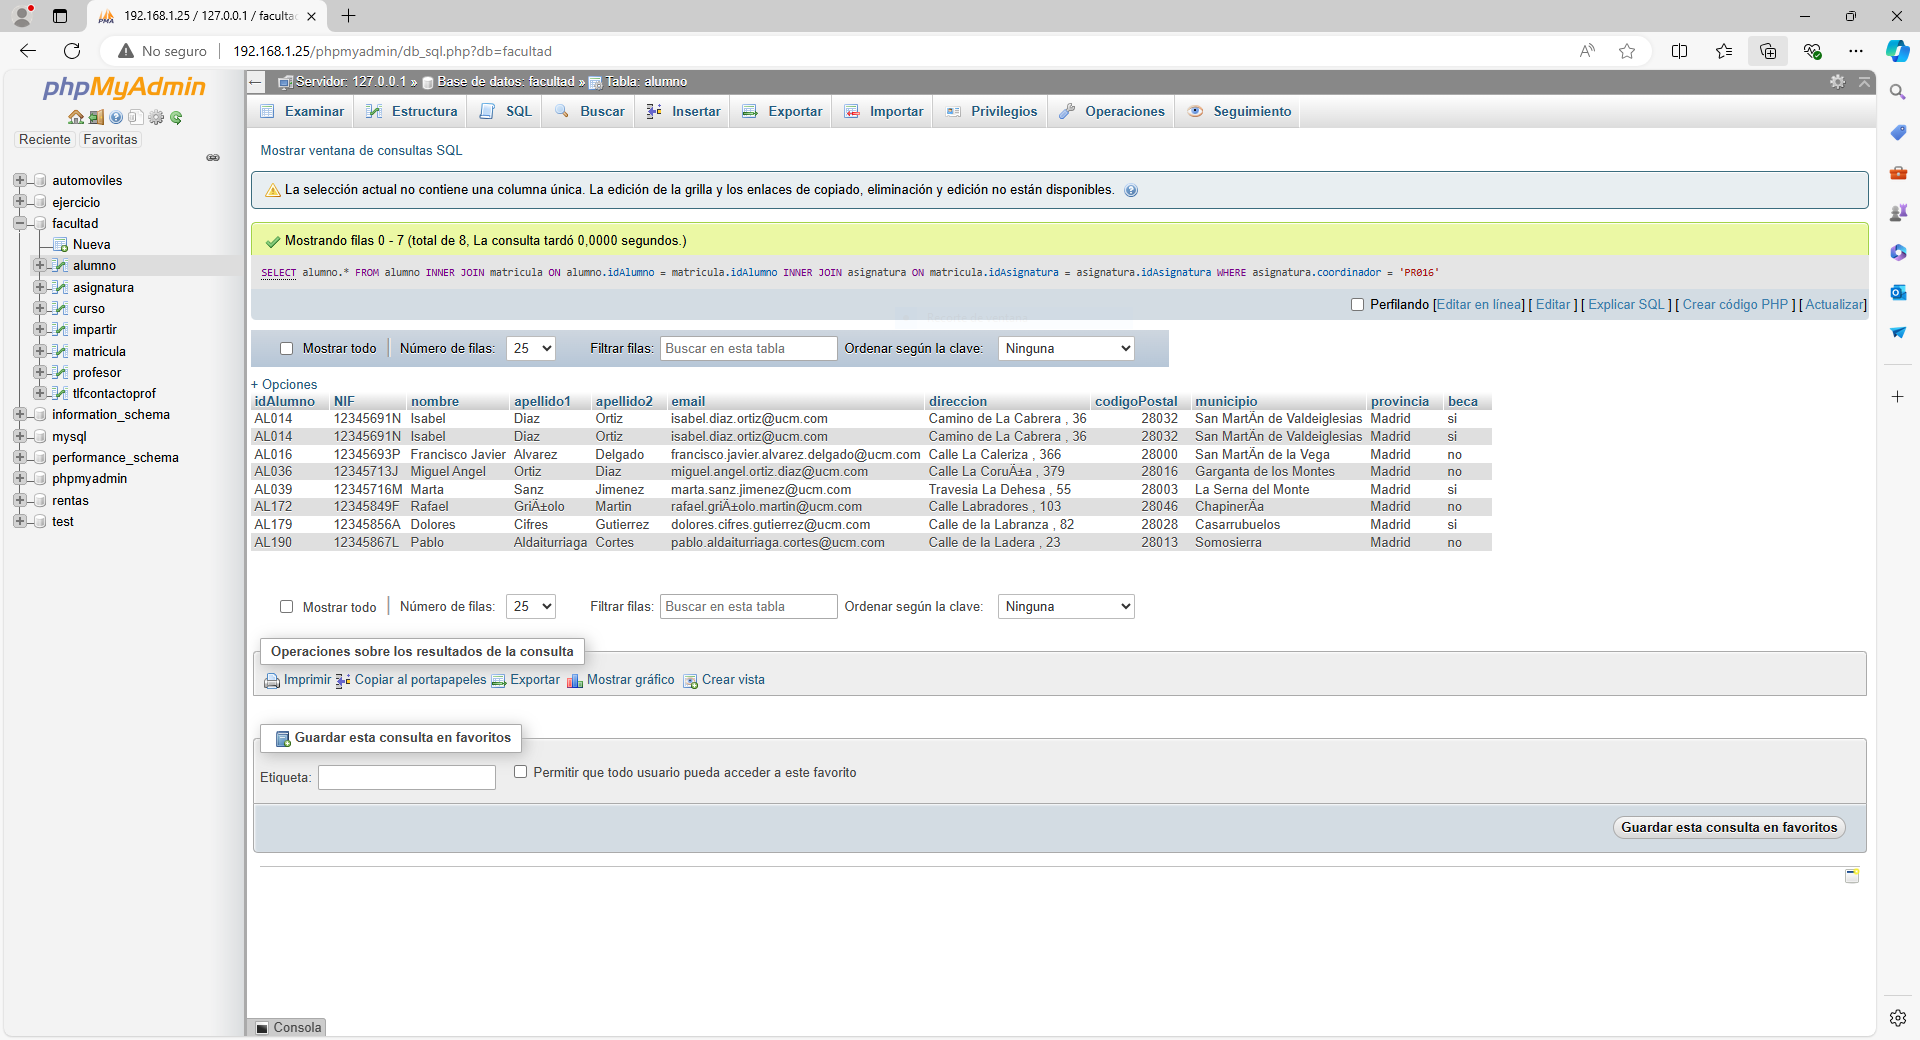 192.168.1.25 / 127.0.0.1 / faculta
No seguro
192.168.1.25/phpmyadmin/db_sql.php?db=facultad
phpMyAdmin
Reciente
Favoritas
automoviles
ejercicio
facultad
Nueva
alumno
asignatura
curso
impartir
matricula
profesor
tlfcontactoprof
information_schema
mysql
performance_schema
phpmyadmin
rentas
test
Servidor: 127.0.0.1 » Base de datos: facultad » Tabla: alumno
Examinar Estructura SQL Buscar Insertar Exportar Importar Privilegios Operaciones Seguimiento
Mostrar ventana de consultas SQL
La selección actual no contiene una columna única. La edición de la grilla y los enlaces de copiado, eliminación y edición no están disponibles.
Mostrando filas 0 - 7 (total de 8, La consulta tardó 0,0000 segundos.)
SELECT alumno.* FROM alumno INNER JOIN matricula ON alumno.idAlumno = matricula.idAlumno INNER JOIN asignatura ON matricula.idAsignatura = asignatura.idAsignatura WHERE asignatura.coordinador = 'PR016'
Perfilando [Editar en línea] [ Editar ] [ Explicar SQL ] [ Crear código PHP ] [ Actualizar]
Mostrar todo Número de filas: 25 Filtrar filas: Buscar en esta tabla Ordenar según la clave: Ninguna
+ Opciones
idAlumno NIF nombre apellido1 apellido2 email direccion codigoPostal municipio provincia beca
AL014 12345691N Isabel Diaz Ortiz isabel.diaz.ortiz@ucm.com Camino de La Cabrera , 36 28032 San MartÃn de Valdeiglesias Madrid si
AL014 12345691N Isabel Diaz Ortiz isabel.diaz.ortiz@ucm.com Camino de La Cabrera , 36 28032 San MartÃn de Valdeiglesias Madrid si
AL016 12345693P Francisco Javier Alvarez Delgado francisco.javier.alvarez.delgado@ucm.com Calle La Caleriza , 366 28000 San MartÃn de la Vega Madrid no
AL036 12345713J Miguel Angel Ortiz Diaz miguel.angel.ortiz.diaz@ucm.com Calle La CoruÃ±a , 379 28016 Garganta de los Montes Madrid no
AL039 12345716M Marta Sanz Jimenez marta.sanz.jimenez@ucm.com Travesia La Dehesa , 55 28003 La Serna del Monte Madrid si
AL172 12345849F Rafael GriÃ±olo Martin rafael.griÃ±olo.martin@ucm.com Calle Labradores , 103 28046 ChapinerÃa Madrid no
AL179 12345856A Dolores Cifres Gutierrez dolores.cifres.gutierrez@ucm.com Calle de la Labranza , 82 28028 Casarrubuelos Madrid si
AL190 12345867L Pablo Aldaiturriaga Cortes pablo.aldaiturriaga.cortes@ucm.com Calle de la Ladera , 23 28013 Somosierra Madrid no
Mostrar todo Número de filas: 25 Filtrar filas: Buscar en esta tabla Ordenar según la clave: Ninguna
Operaciones sobre los resultados de la consulta
Imprimir Copiar al portapapeles Exportar Mostrar gráfico Crear vista
Guardar esta consulta en favoritos
Etiqueta: Permitir que todo usuario pueda acceder a este favorito
Guardar esta consulta en favoritos
Consola